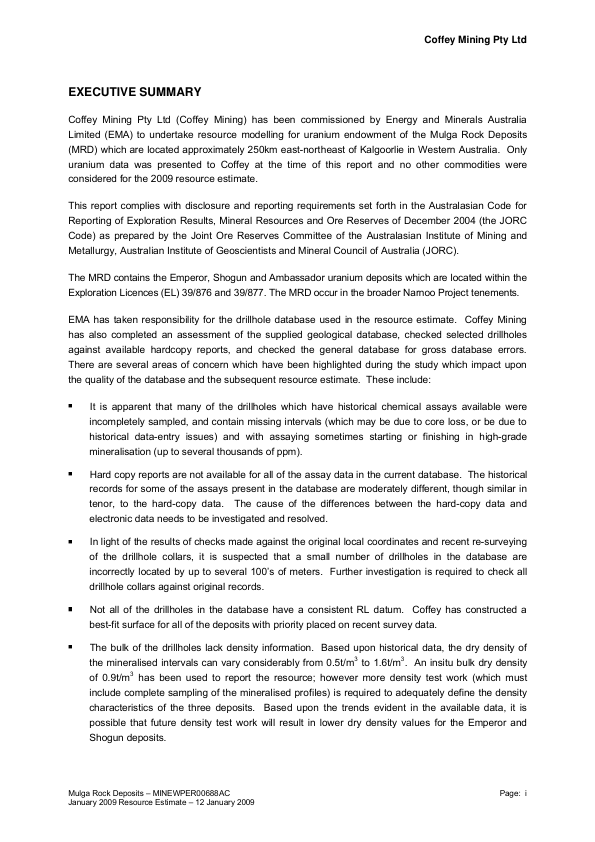 Coffey Mining Pty Ltd
EXECUTIVE SUMMARY
Coffey Mining Pty Ltd (Coffey Mining) has been commissioned by Energy and Minerals Australia
Limited (EMA) to undertake resource modelling for uranium endowment of the Mulga Rock Deposits
(MRD) which are located approximately 250km east-northeast of Kalgoorlie in Western Australia. Only
uranium data was presented to Coffey at the time of this report and no other commodities were
considered for the 2009 resource estimate.
This report complies with disclosure and reporting requirements set forth in the Australasian Code for
Reporting of Exploration Results, Mineral Resources and Ore Reserves of December 2004 (the JORC
Code) as prepared by the Joint Ore Reserves Committee of the Australasian Institute of Mining and
Metallurgy, Australian Institute of Geoscientists and Mineral Council of Australia (JORC).
The MRD contains the Emperor, Shogun and Ambassador uranium deposits which are located within the
Exploration Licences (EL) 39/876 and 39/877. The MRD occur in the broader Narnoo Project tenements.
EMA has taken responsibility for the drillhole database used in the resource estimate. Coffey Mining
has also completed an assessment of the supplied geological database, checked selected drillholes
against available hardcopy reports, and checked the general database for gross database errors.
There are several areas of concern which have been highlighted during the study which impact upon
the quality of the database and the subsequent resource estimate. These include:
▪ It is apparent that many of the drillholes which have historical chemical assays available were
incompletely sampled, and contain missing intervals (which may be due to core loss, or be due to
historical data-entry issues) and with assaying sometimes starting or finishing in high-grade
mineralisation (up to several thousands of ppm).
▪ Hard copy reports are not available for all of the assay data in the current database. The historical
records for some of the assays present in the database are moderately different, though similar in
tenor, to the hard-copy data. The cause of the differences between the hard-copy data and
electronic data needs to be investigated and resolved.
▪ In light of the results of checks made against the original local coordinates and recent re-surveying
of the drillhole collars, it is suspected that a small number of drillholes in the database are
incorrectly located by up to several 100's of meters. Further investigation is required to check all
drillhole collars against original records.
▪ Not all of the drillholes in the database have a consistent RL datum. Coffey has constructed a
best-fit surface for all of the deposits with priority placed on recent survey data.
▪ The bulk of the drillholes lack density information. Based upon historical data, the dry density of
the mineralised intervals can vary considerably from 0.5t/m³ to 1.6t/m³. An insitu bulk dry density
of 0.9t/m³ has been used to report the resource; however more density test work (which must
include complete sampling of the mineralised profiles) is required to adequately define the density
characteristics of the three deposits. Based upon the trends evident in the available data, it is
possible that future density test work will result in lower dry density values for the Emperor and
Shogun deposits.
Mulga Rock Deposits – MINEWPER00688AC
Page: i
January 2009 Resource Estimate – 12 January 2009